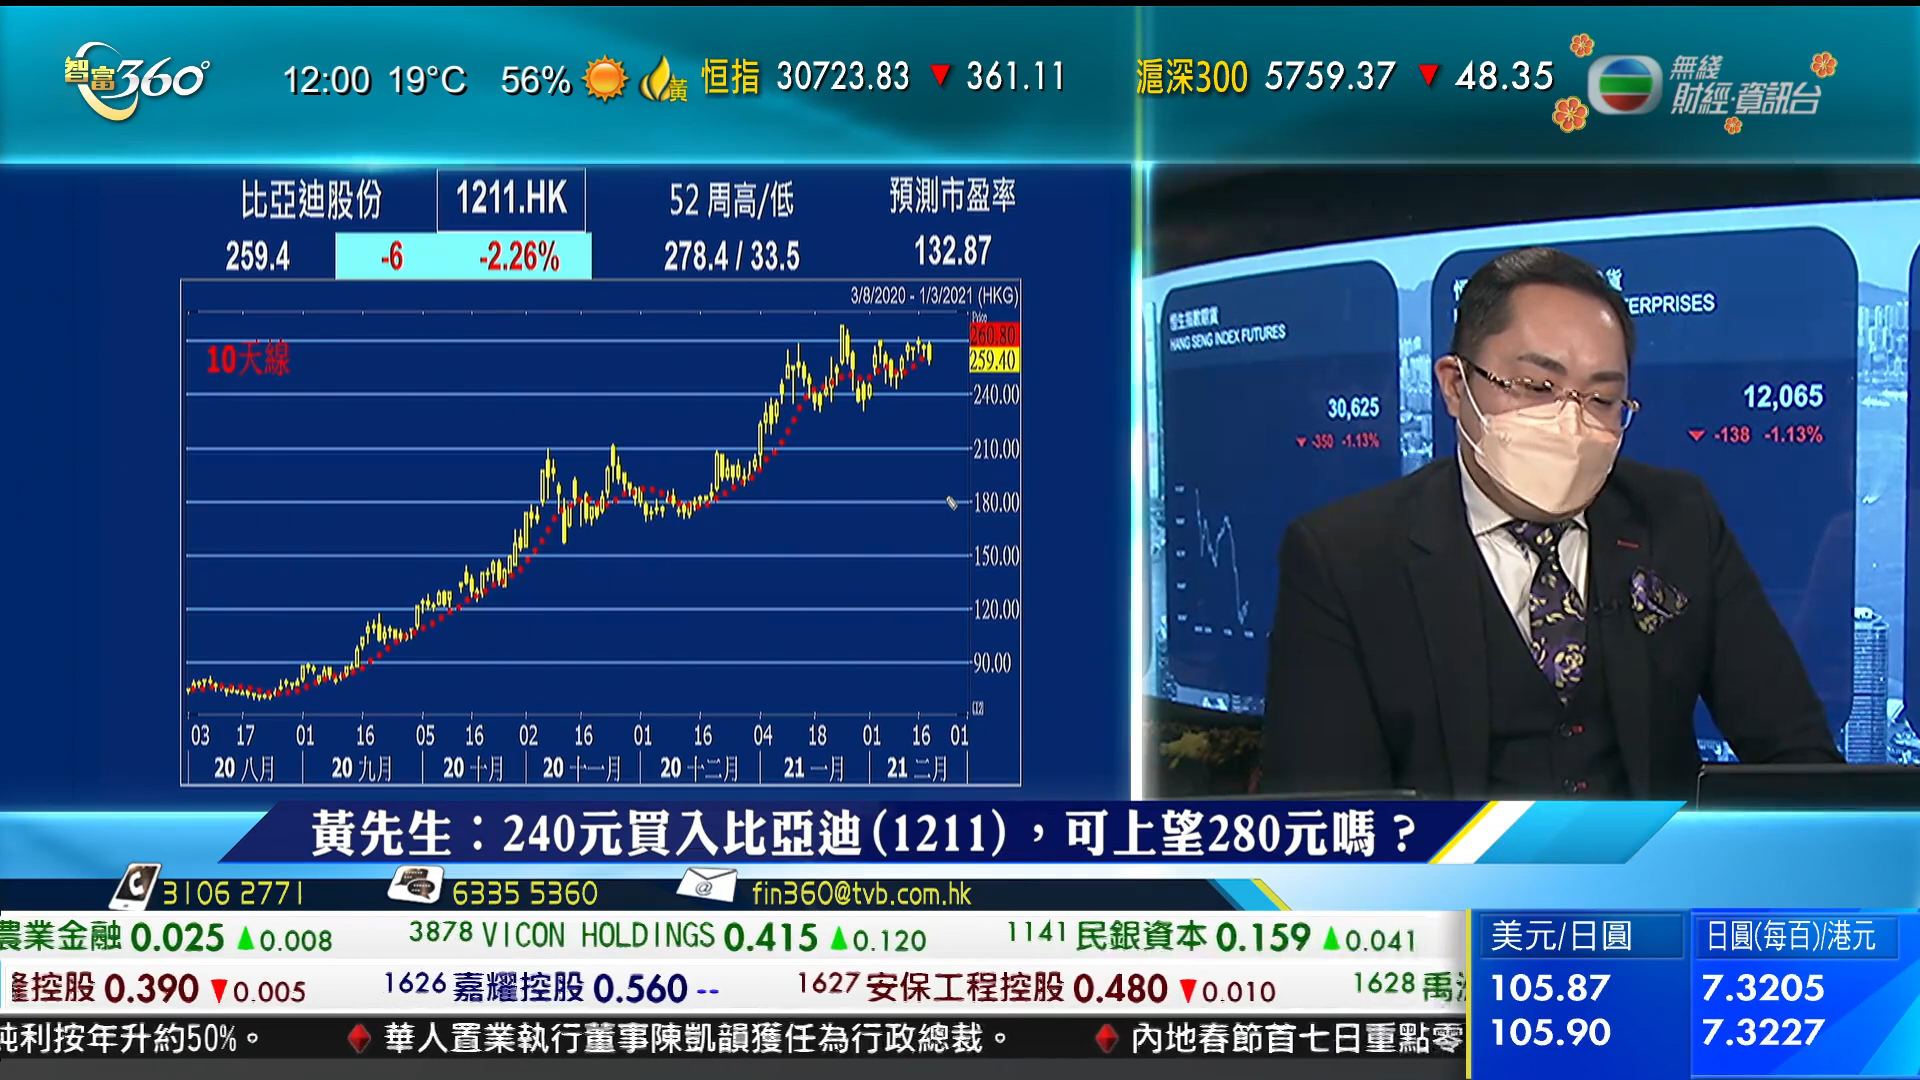 智富360°
12:00 19°C 56% 黃 恒指 30723.83 ▼ 361.11 滬深300 5759.37 ▼ 48.35
無綫
財經·資訊台
比亞迪股份 1211.HK 52 周高/低 預測市盈率
259.4 -6 -2.26% 278.4 / 33.5 132.87
3/8/2020 - 1/3/2021 (HKG)
Price
10天線
260.80
259.40
240.00
210.00
180.00
150.00
120.00
90.00
03 17 01 16 05 16 02 16 01 16 04 18 01 16 01
20 八月 20 九月 20 十月 20 十一月 20 十二月 21 一月 21 二月
恒生指數期貨
HANG SENG INDEX FUTURES
30,625
▼ -350 -1.13%
ERPRISES
12,065
▼ -138 -1.13%
黃先生：240元買入比亞迪(1211)，可上望280元嗎？
3106 2771 6335 5360 fin360@tvb.com.hk
農業金融 0.025 ▲0.008 3878 VICON HOLDINGS 0.415 ▲0.120 1141 民銀資本 0.159 ▲0.041
隆控股 0.390 ▼0.005 1626 嘉耀控股 0.560 -- 1627 安保工程控股 0.480 ▼0.010 1628 禹
純利按年升約50%。 ◆ 華人置業執行董事陳凱韻獲任為行政總裁。 ◆ 內地春節首七日重點零
美元/日圓
105.87
105.90
日圓(每百)/港元
7.3205
7.3227